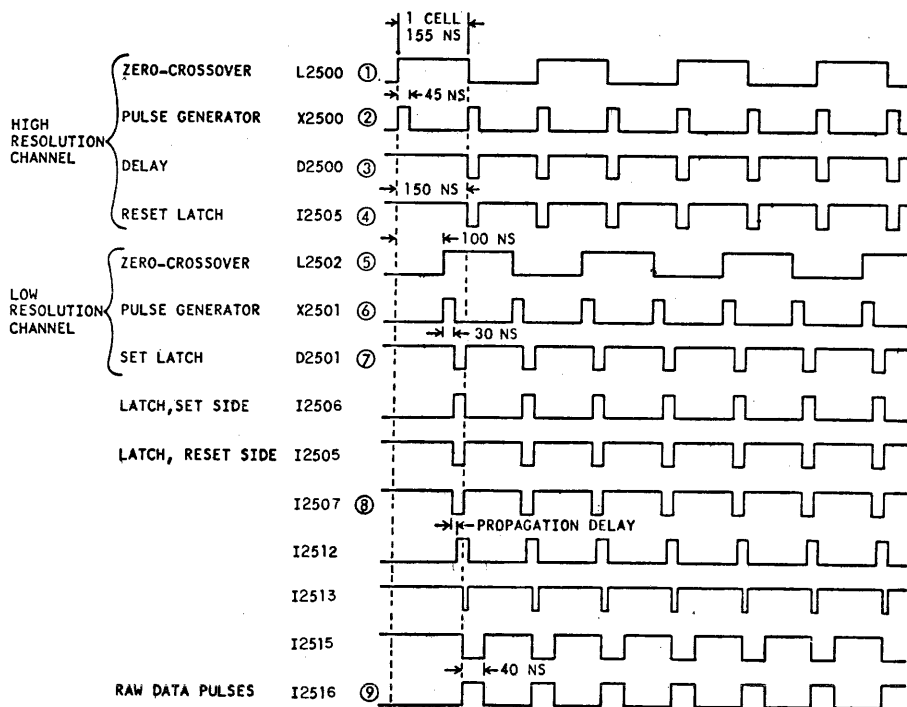 1 CELL
155 NS
ZERO-CROSSOVER L2500 ①
45 NS
PULSE GENERATOR X2500 ②
HIGH
RESOLUTION
CHANNEL
DELAY D2500 ③
150 NS
RESET LATCH I2505 ④
100 NS
ZERO-CROSSOVER L2502 ⑤
LOW
RESOLUTION
CHANNEL
PULSE GENERATOR X2501 ⑥
30 NS
SET LATCH D2501 ⑦
LATCH,SET SIDE I2506
LATCH, RESET SIDE I2505
I2507 ⑧
PROPAGATION DELAY
I2512
I2513
I2515
40 NS
RAW DATA PULSES I2516 ⑨